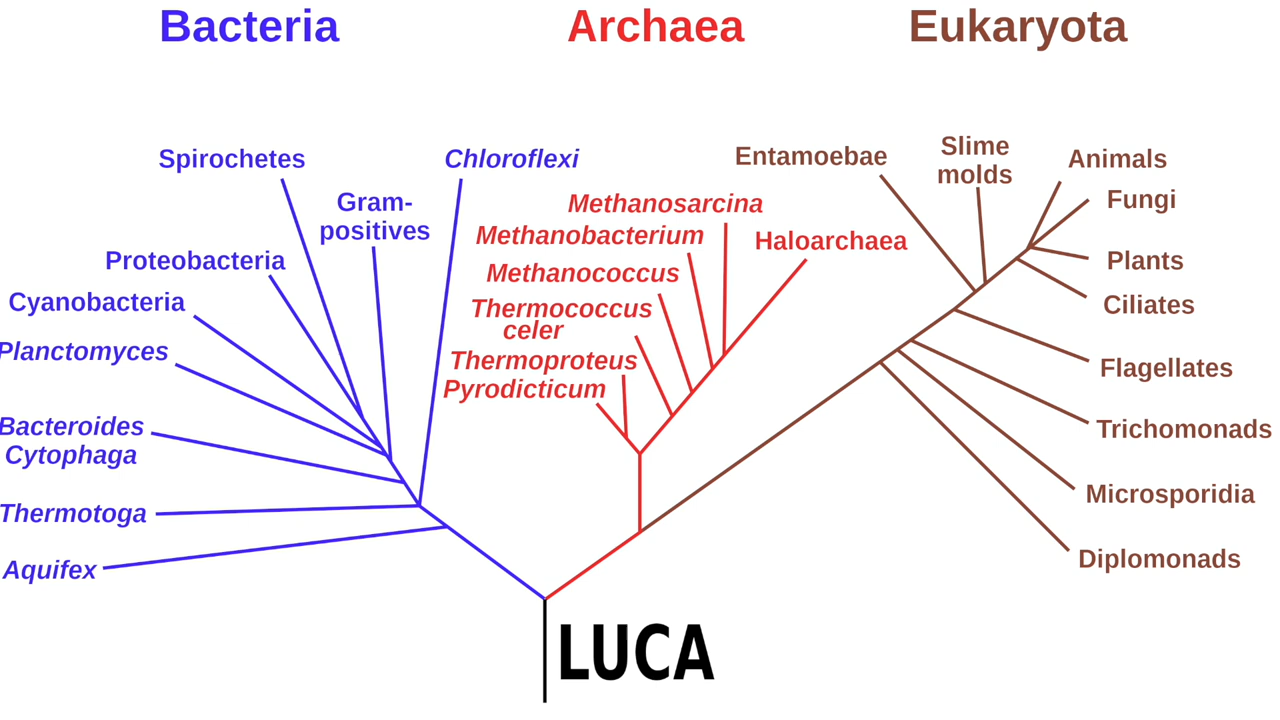 Bacteria
Archaea
Eukaryota
Spirochetes
Gram-
positives
Chloroflexi
Proteobacteria
Cyanobacteria
Planctomyces
Bacteroides
Cytophaga
Thermotoga
Aquifex
Methanosarcina
Methanobacterium
Haloarchaea
Methanococcus
Thermococcus
celer
Thermoproteus
Pyrodicticum
Entamoebae
Slime
molds
Animals
Fungi
Plants
Ciliates
Flagellates
Trichomonads
Microsporidia
Diplomonads
LUCA